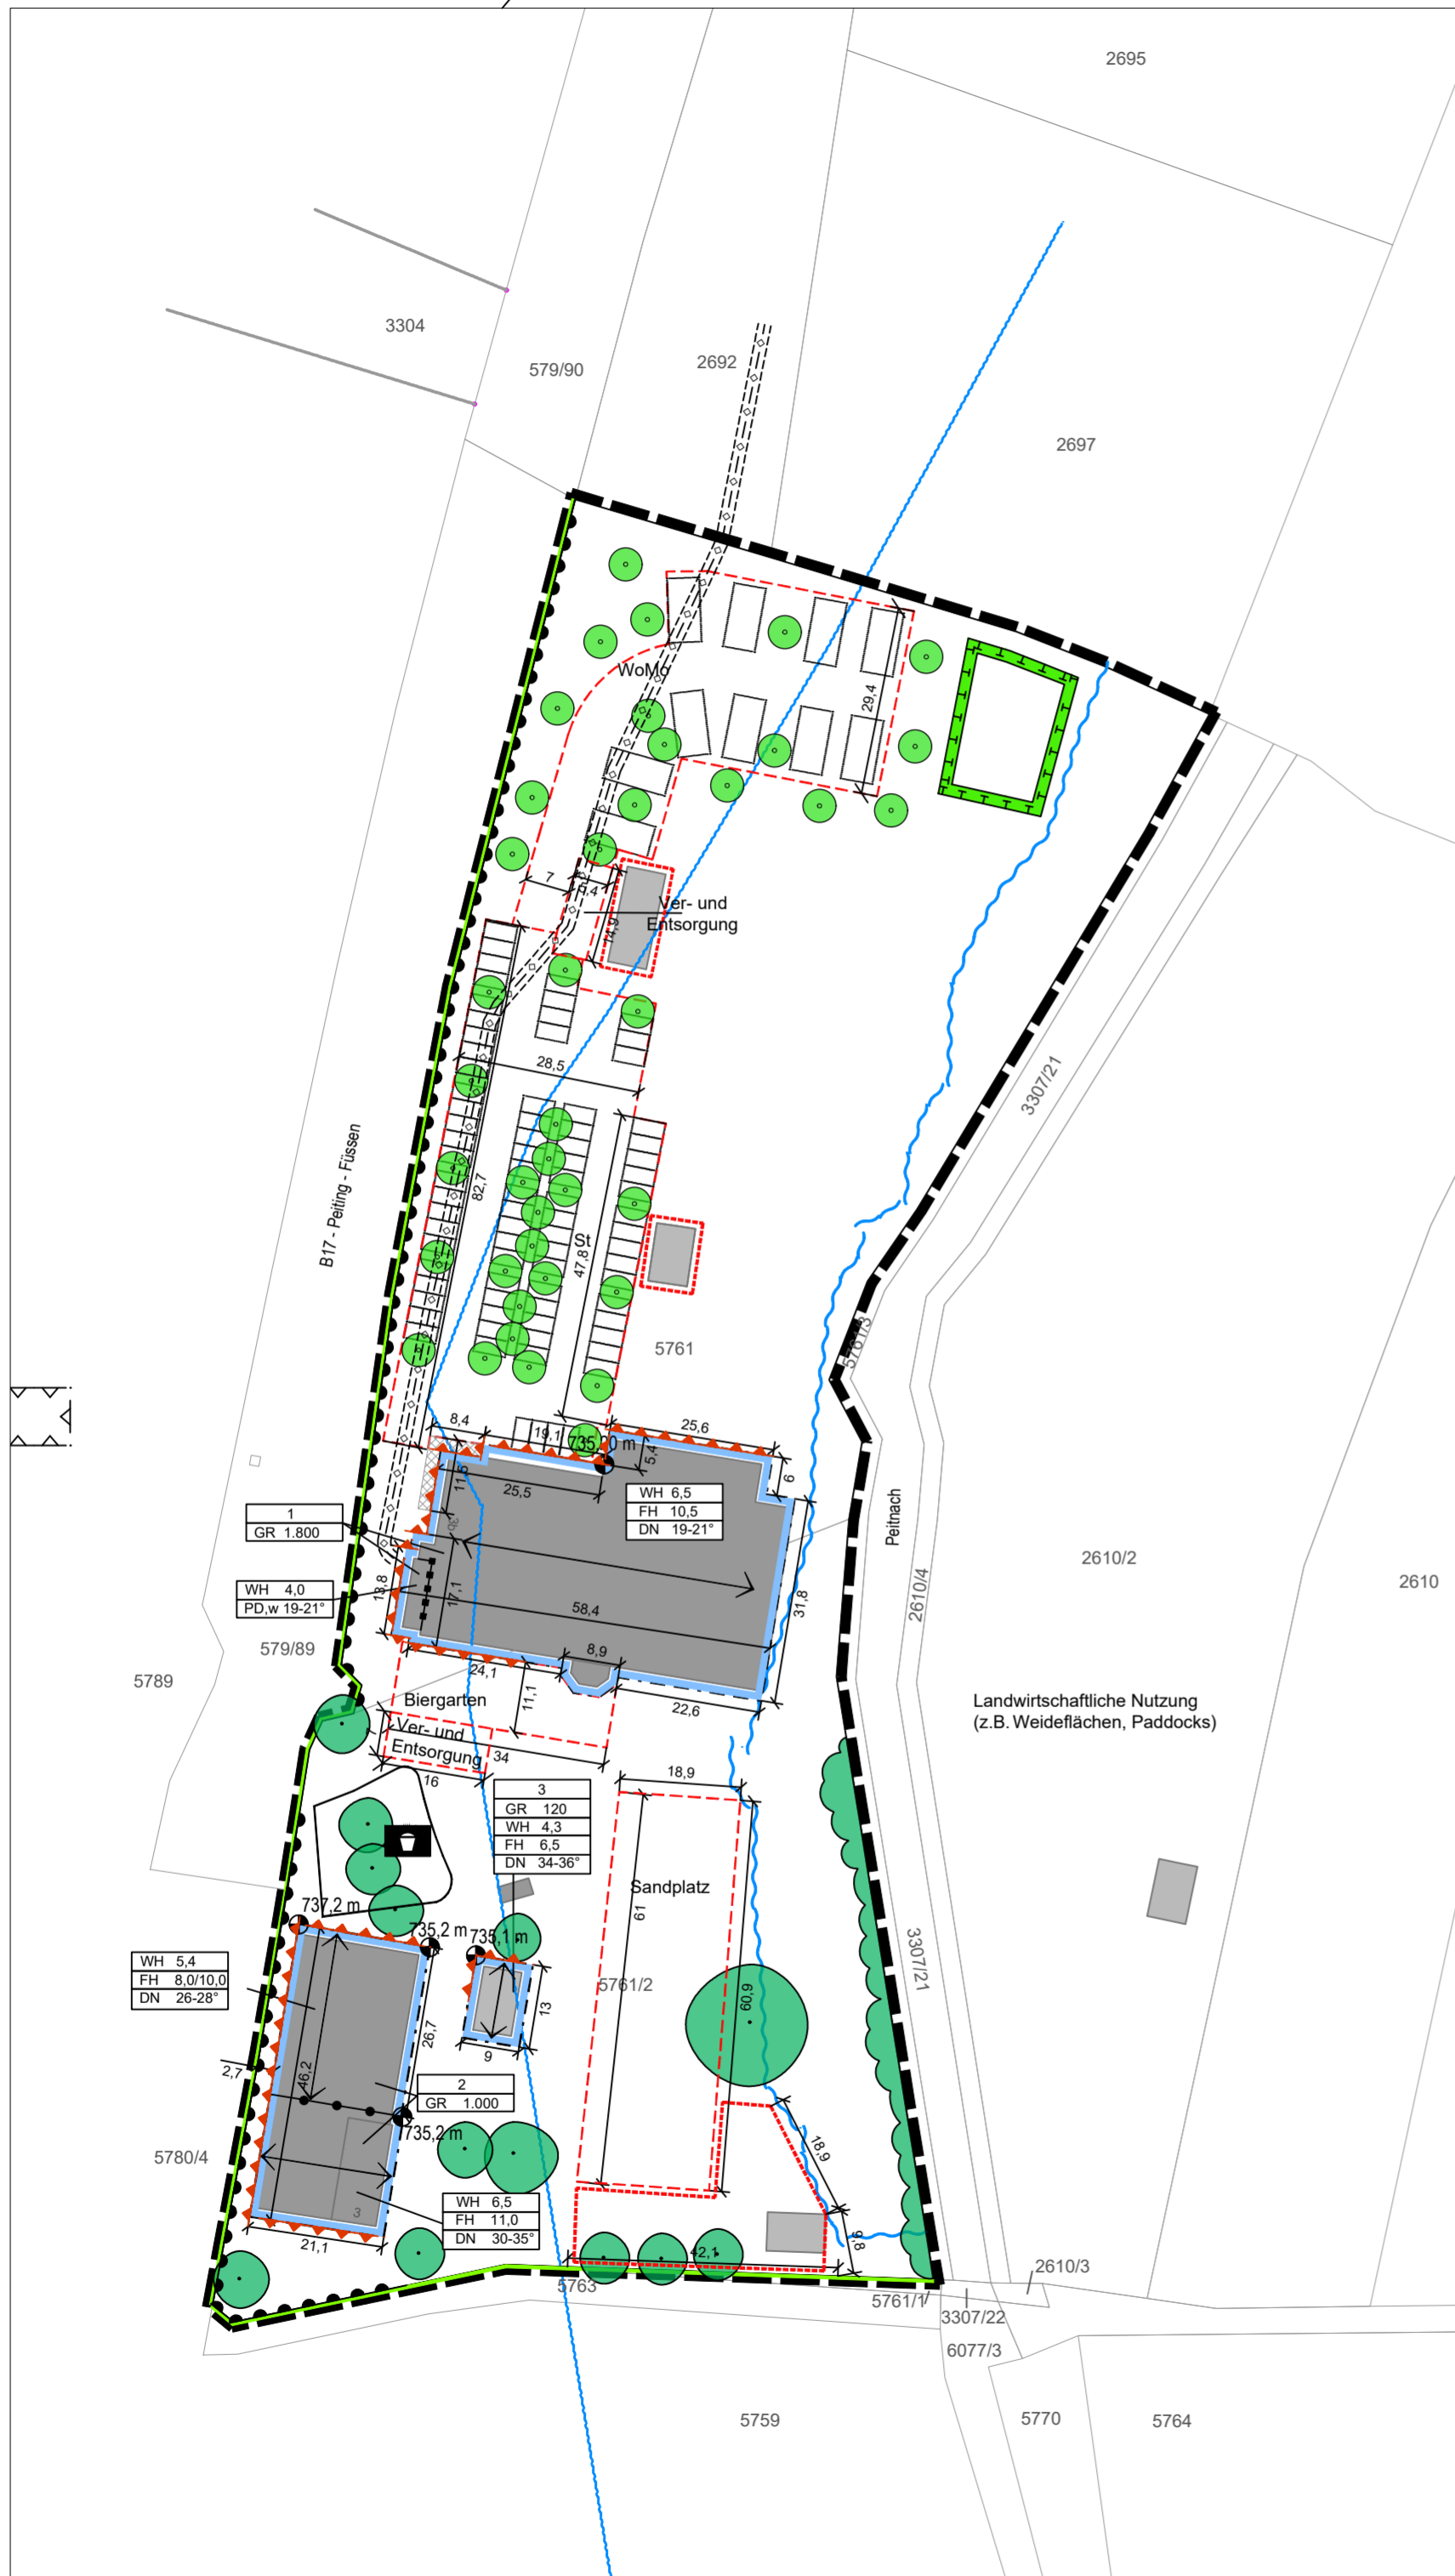 2695
3304
579/90
2692
2697
WoMo
29,4
7
5,4
14,9
Ver- und
Entsorgung
28,5
3307/21
B17 - Peiting - Füssen
82,7
St
47,8
5761
5761/3
8,4
19,1
735,20 m
25,6
5,4
6
11,5
25,5
WH 6,5
FH 10,5
DN 19-21°
1
GR 1.800
Peitnach
2610/2
2610
WH 4,0
PD,w 19-21°
13,8
17,1
58,4
31,8
2610/4
579/89
5789
24,1
8,9
11,1
22,6
Biergarten
Ver- und
Entsorgung
34
16
Landwirtschaftliche Nutzung
(z.B. Weideflächen, Paddocks)
18,9
3
GR 120
WH 4,3
FH 6,5
DN 34-36°
Sandplatz
61
737,2 m
735,2 m
735,1 m
WH 5,4
FH 8,0/10,0
DN 26-28°
5761/2
60,9
3307/21
13
9
26,7
46,2
2,7
2
GR 1.000
735,2 m
5780/4
18,9
WH 6,5
FH 11,0
DN 30-35°
3
21,1
42,1
9,8
5763
5761/1
2610/3
3307/22
6077/3
5759
5770
5764